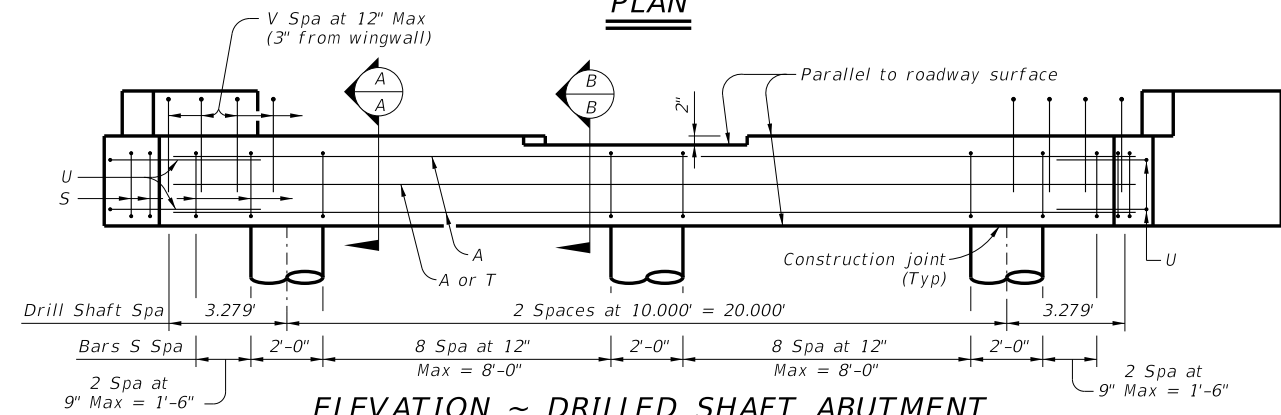 PLAN
V Spa at 12" Max
(3" from wingwall)
A
A
B
B
2"
Parallel to roadway surface
U
S
A
A or T
Construction joint
(Typ)
U
Drill Shaft Spa
3.279'
2 Spaces at 10.000' = 20.000'
3.279'
Bars S Spa
2'-0"
8 Spa at 12"
Max = 8'-0"
2'-0"
8 Spa at 12"
Max = 8'-0"
2'-0"
2 Spa at
9" Max = 1'-6"
2 Spa at
9" Max = 1'-6"
ELEVATION ~ DRILLED SHAFT ABUTMENT